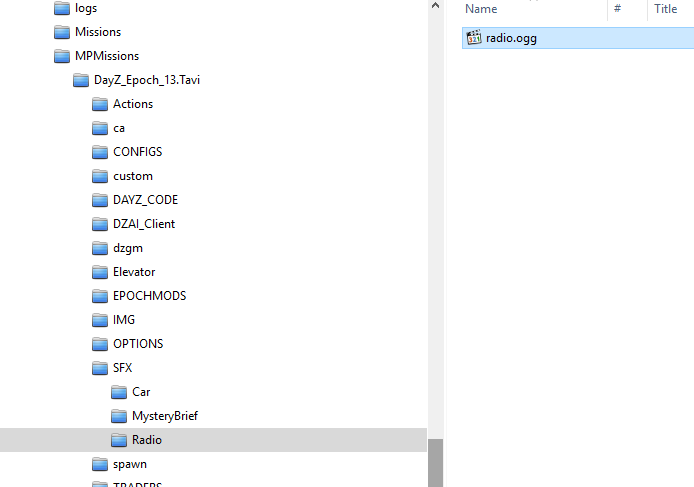 logs
Missions
MPMissions
DayZ_Epoch_13.Tavi
Actions
ca
CONFIGS
custom
DAYZ_CODE
DZAI_Client
dzgm
Elevator
EPOCHMODS
IMG
OPTIONS
SFX
Car
MysteryBrief
Radio
spawn
TRADERS
Name # Title
radio.ogg